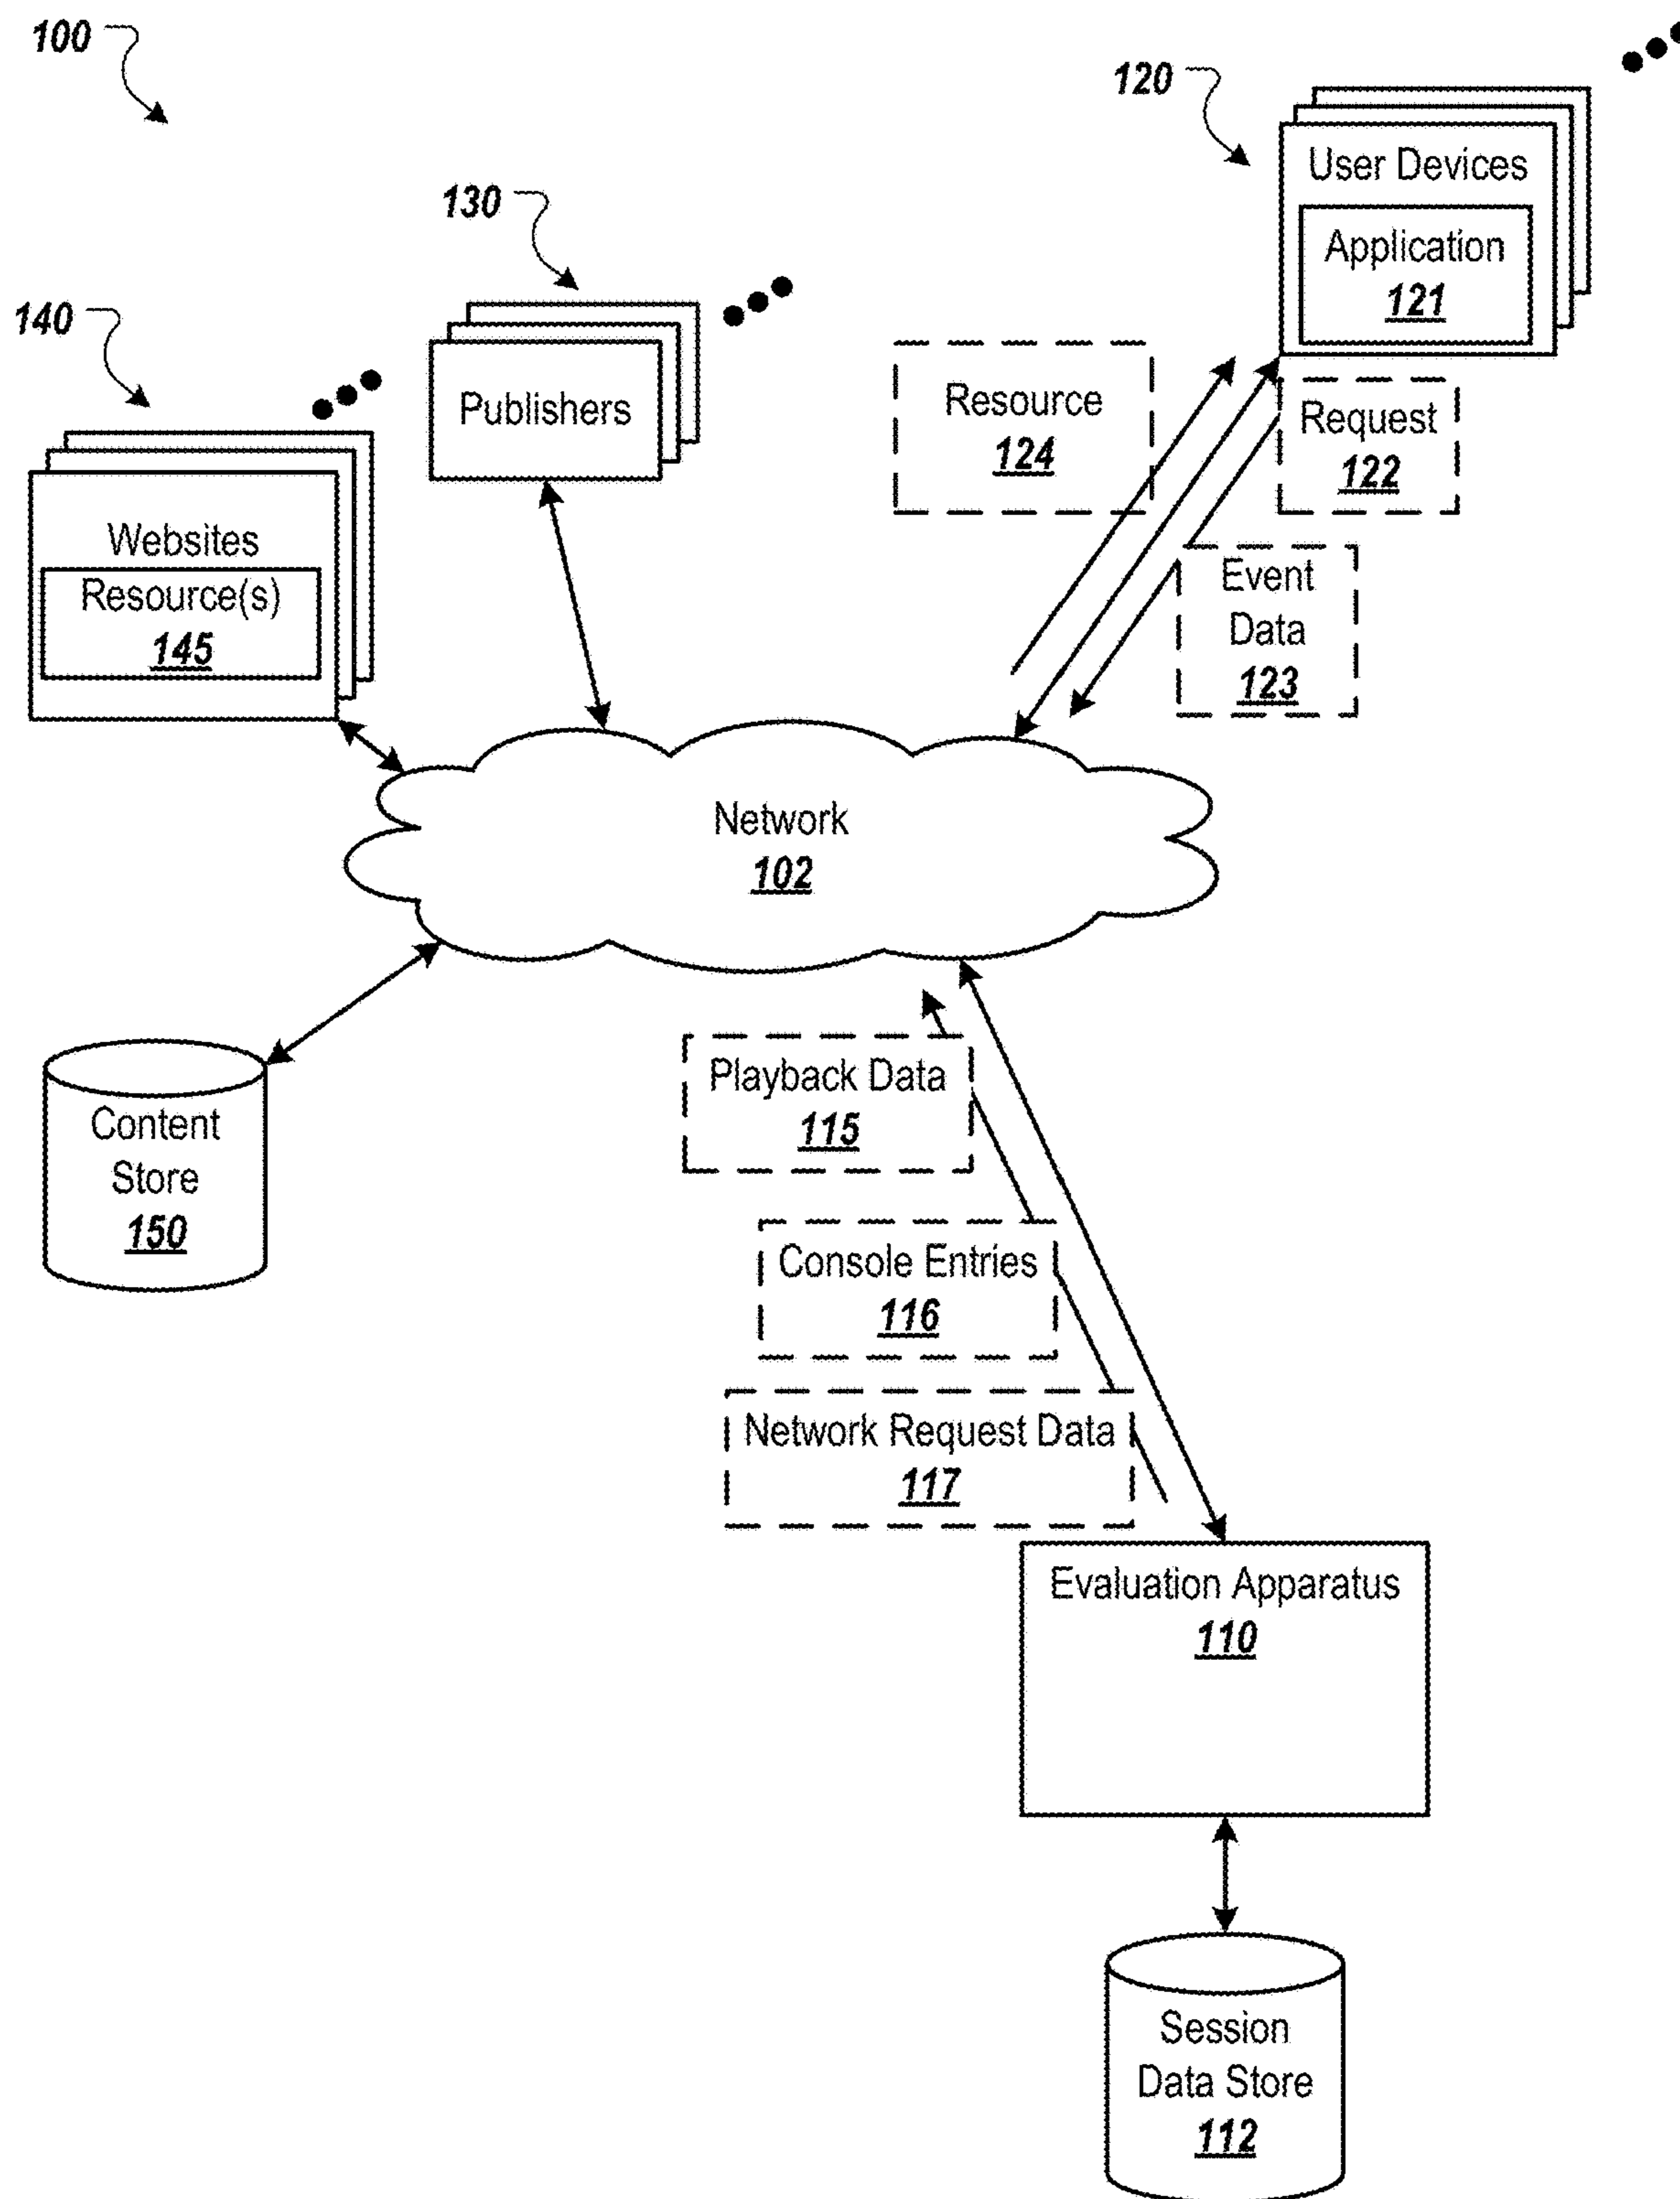 100
120
User Devices
Application
121
130
140
Publishers
Resource
124
Request
122
Websites
Resource(s)
145
Event
Data
123
Network
102
Playback Data
115
Content
Store
150
Console Entries
116
Network Request Data
117
Evaluation Apparatus
110
Session
Data Store
112